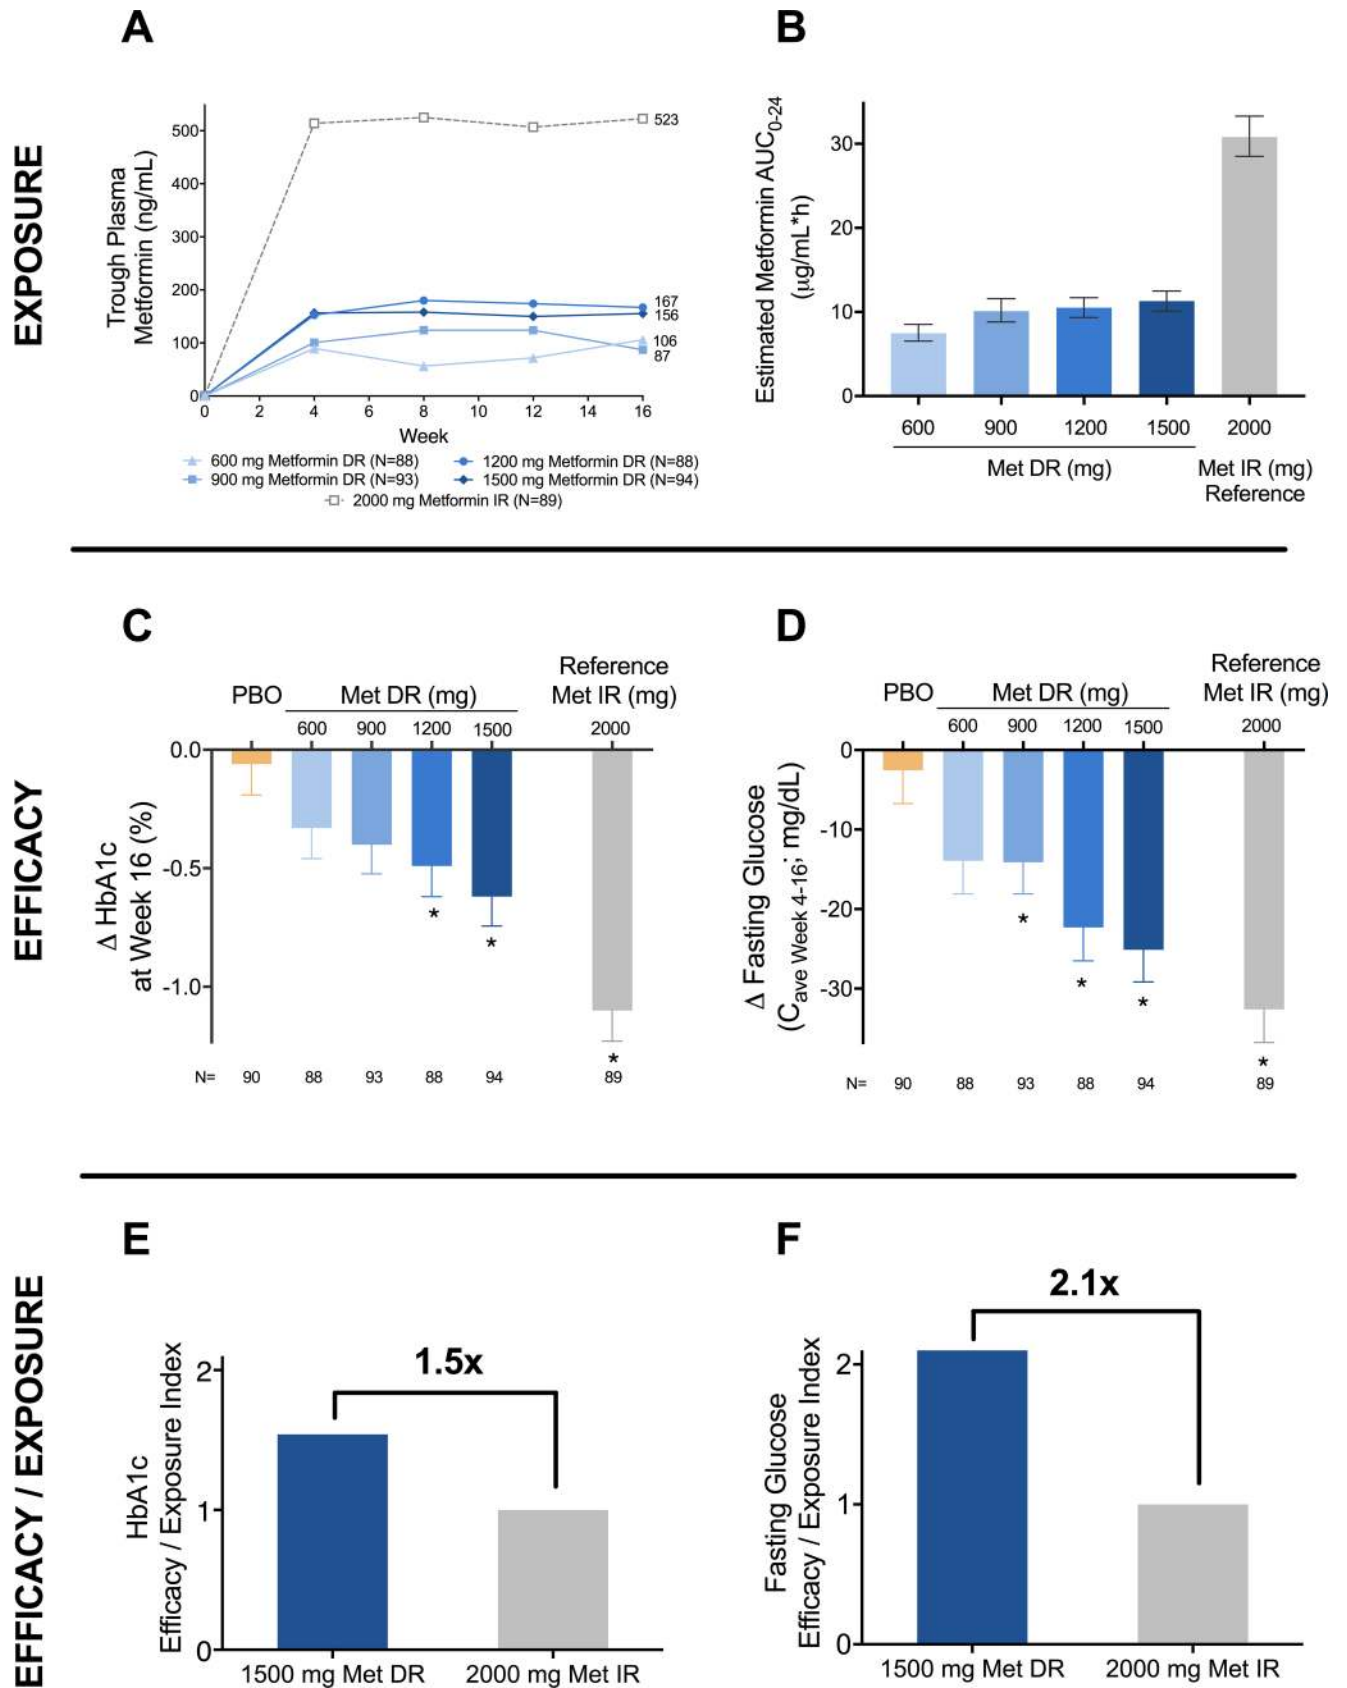 A
EXPOSURE
Trough Plasma
Metformin (ng/mL)
500
400
300
200
100
0
523
167
156
106
87
0 2 4 6 8 10 12 14 16
Week
600 mg Metformin DR (N=88)
1200 mg Metformin DR (N=88)
900 mg Metformin DR (N=93)
1500 mg Metformin DR (N=94)
2000 mg Metformin IR (N=89)
B
Estimated Metformin AUC0-24
(µg/mL*h)
30
20
10
0
600 900 1200 1500 2000
Met DR (mg)
Met IR (mg)
Reference
C
EFFICACY
Δ HbA1c
at Week 16 (%)
Reference
PBO Met DR (mg) Met IR (mg)
600 900 1200 1500 2000
0.0
-0.5
-1.0
*
*
*
N= 90 88 93 88 94 89
D
Δ Fasting Glucose
(Cave Week 4-16; mg/dL)
Reference
PBO Met DR (mg) Met IR (mg)
600 900 1200 1500 2000
0
-10
-20
-30
*
*
*
*
N= 90 88 93 88 94 89
E
EFFICACY / EXPOSURE
HbA1c
Efficacy / Exposure Index
1.5x
2
1
0
1500 mg Met DR 2000 mg Met IR
F
Fasting Glucose
Efficacy / Exposure Index
2.1x
2
1
0
1500 mg Met DR 2000 mg Met IR